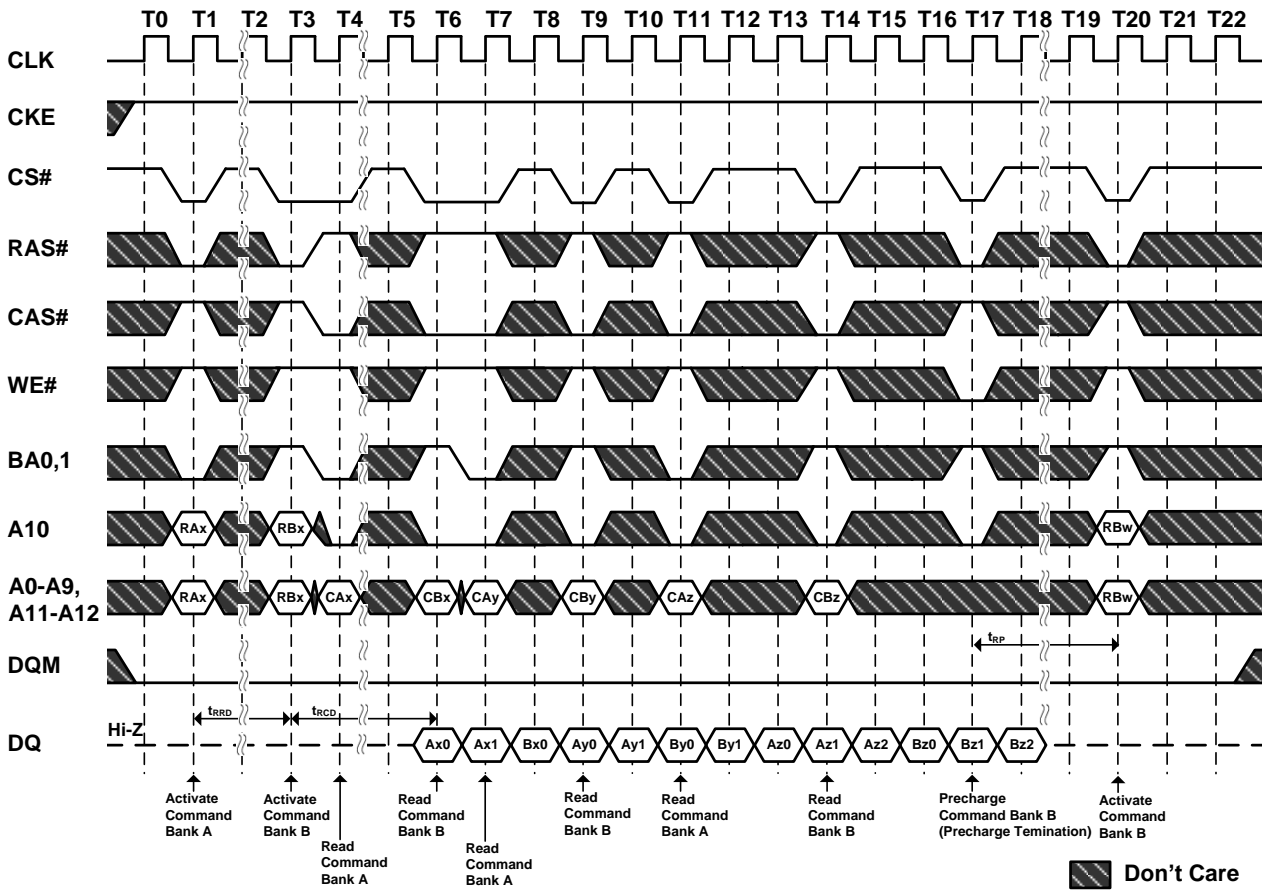 T0 T1 T2 T3 T4 T5 T6 T7 T8 T9 T10 T11 T12 T13 T14 T15 T16 T17 T18 T19 T20 T21 T22
CLK
CKE
CS#
RAS#
CAS#
WE#
BA0,1
A10
RAx RBx RBw
A0-A9,
A11-A12
RAx RBx CAx CBx CAy CBy CAz CBz RBw
tRP
DQM
tRRD tRCD
Hi-Z
DQ
Ax0 Ax1 Bx0 Ay0 Ay1 By0 By1 Az0 Az1 Az2 Bz0 Bz1 Bz2
Activate
Command
Bank A
Activate
Command
Bank B
Read
Command
Bank A
Read
Command
Bank B
Read
Command
Bank A
Read
Command
Bank B
Read
Command
Bank A
Read
Command
Bank B
Precharge
Command Bank B
(Precharge Temination)
Activate
Command
Bank B
Don't Care